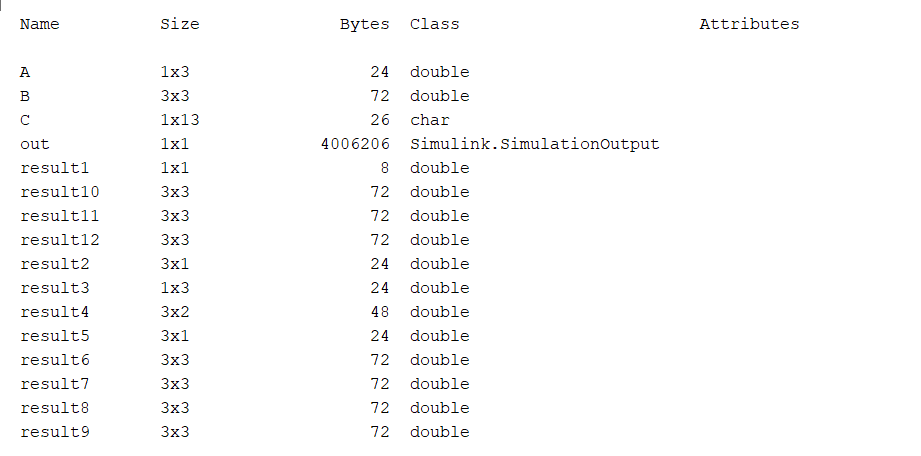 Name Size Bytes Class Attributes
A 1x3 24 double
B 3x3 72 double
C 1x13 26 char
out 1x1 4006206 Simulink.SimulationOutput
result1 1x1 8 double
result10 3x3 72 double
result11 3x3 72 double
result12 3x3 72 double
result2 3x1 24 double
result3 1x3 24 double
result4 3x2 48 double
result5 3x1 24 double
result6 3x3 72 double
result7 3x3 72 double
result8 3x3 72 double
result9 3x3 72 double